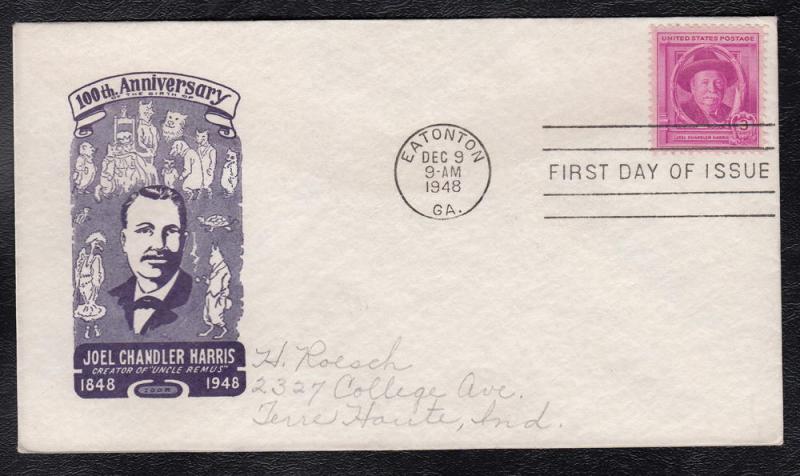 100th. Anniversary
OF THE BIRTH OF
JOEL CHANDLER HARRIS
CREATOR OF "UNCLE REMUS"
1848 1948
EATONTON
DEC 9
9-AM
1948
GA.
UNITED STATES POSTAGE
3
JOEL CHANDLER HARRIS
FIRST DAY OF ISSUE
H. Roesch
2327 College Ave.
Terre Haute, Ind.